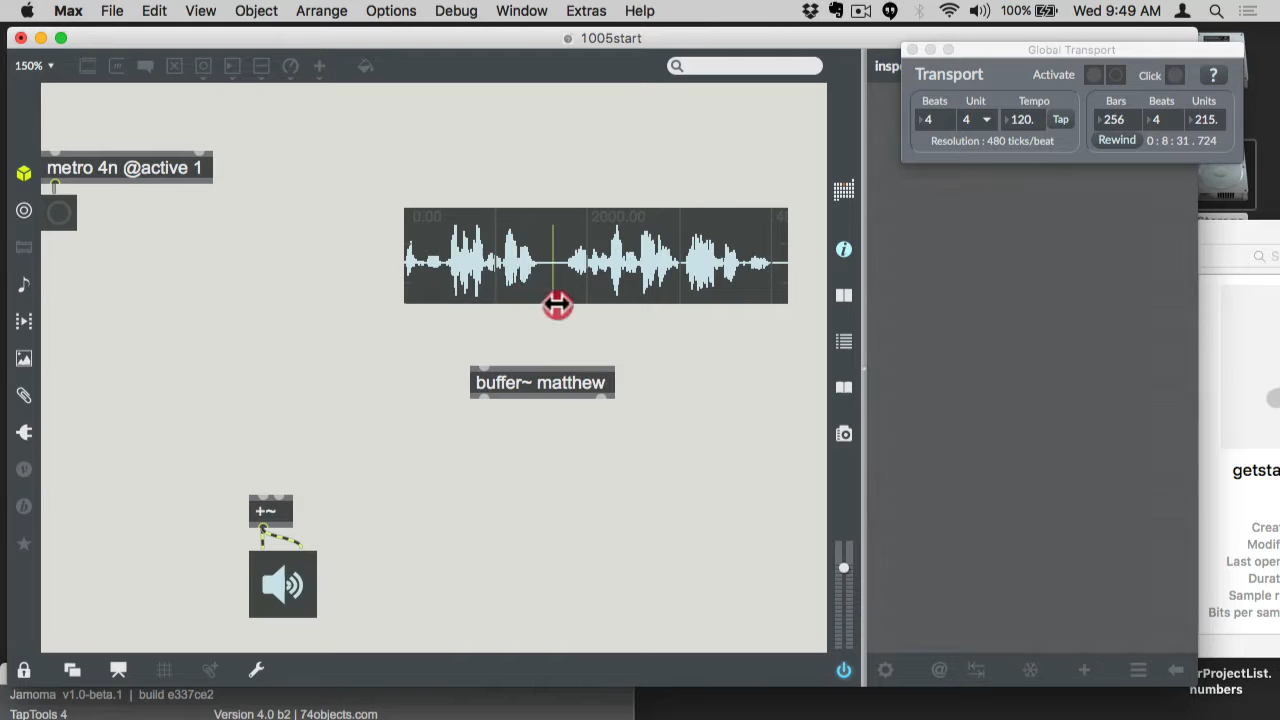 Max File Edit View Object Arrange Options Debug Window Extras Help 100% Wed 9:49 AM
1005start
Global Transport
150%
insp
Transport Activate Click ?
Beats Unit Tempo Bars Beats Units
4 4 120. Tap 256 4 215.
Resolution : 480 ticks/beat Rewind 0 : 8 : 31 . 724
metro 4n @active 1
0.00 2000.00
buffer~ matthew
+~
getsta
Crea
Modif
Last oper
Dura
Sample r
Bits per sam
rProjectList.
numbers
Jamoma v1.0-beta.1 | build e337ce2
TapTools 4 Version 4.0 b2 | 74objects.com